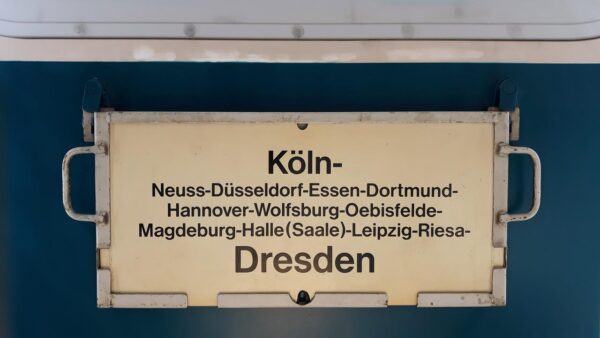 Köln-
Neuss-Düsseldorf-Essen-Dortmund-
Hannover-Wolfsburg-Oebisfelde-
Magdeburg-Halle(Saale)-Leipzig-Riesa-
Dresden